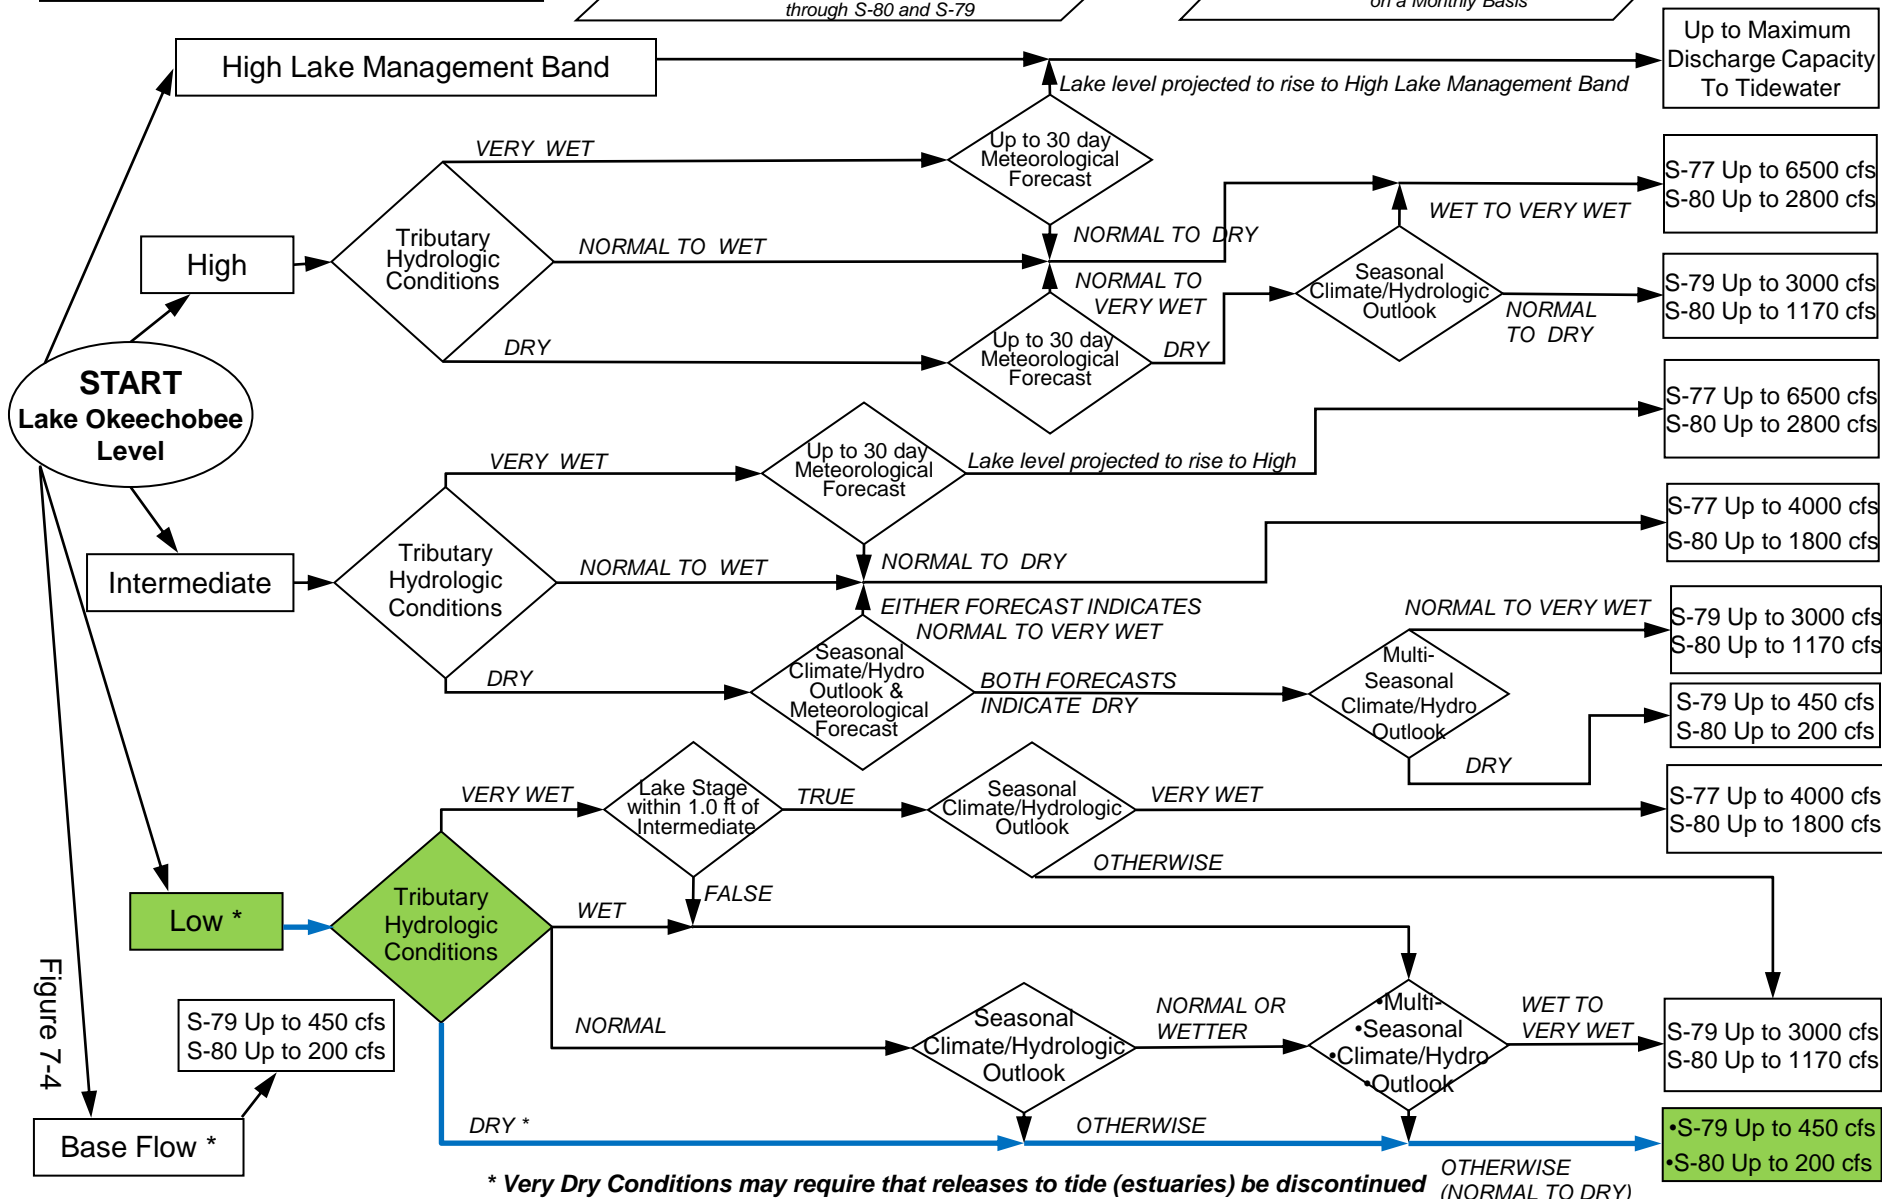 through S-80 and S-79
on a Monthly Basis
High Lake Management Band
Lake level projected to rise to High Lake Management Band
Up to Maximum
Discharge Capacity
To Tidewater
VERY WET
Up to 30 day
Meteorological
Forecast
S-77 Up to 6500 cfs
S-80 Up to 2800 cfs
WET TO VERY WET
High
Tributary
Hydrologic
Conditions
NORMAL TO WET
NORMAL TO DRY
NORMAL TO
VERY WET
Seasonal
Climate/Hydrologic
Outlook
NORMAL
TO DRY
S-79 Up to 3000 cfs
S-80 Up to 1170 cfs
DRY
Up to 30 day
Meteorological
Forecast
DRY
START
Lake Okeechobee
Level
S-77 Up to 6500 cfs
S-80 Up to 2800 cfs
VERY WET
Up to 30 day
Meteorological
Forecast
Lake level projected to rise to High
S-77 Up to 4000 cfs
S-80 Up to 1800 cfs
Intermediate
Tributary
Hydrologic
Conditions
NORMAL TO WET
NORMAL TO DRY
EITHER FORECAST INDICATES
NORMAL TO VERY WET
NORMAL TO VERY WET
S-79 Up to 3000 cfs
S-80 Up to 1170 cfs
DRY
Seasonal
Climate/Hydro
Outlook &
Meteorological
Forecast
BOTH FORECASTS
INDICATE DRY
Multi-
Seasonal
Climate/Hydro
Outlook
DRY
S-79 Up to 450 cfs
S-80 Up to 200 cfs
VERY WET
Lake Stage
within 1.0 ft of
Intermediate
TRUE
Seasonal
Climate/Hydrologic
Outlook
VERY WET
S-77 Up to 4000 cfs
S-80 Up to 1800 cfs
OTHERWISE
FALSE
Low *
Tributary
Hydrologic
Conditions
WET
NORMAL
Seasonal
Climate/Hydrologic
Outlook
NORMAL OR
WETTER
•Multi-
•Seasonal
•Climate/Hydro
•Outlook
WET TO
VERY WET
S-79 Up to 3000 cfs
S-80 Up to 1170 cfs
Figure 7-4
S-79 Up to 450 cfs
S-80 Up to 200 cfs
Base Flow *
DRY *
OTHERWISE
•S-79 Up to 450 cfs
•S-80 Up to 200 cfs
OTHERWISE
(NORMAL TO DRY)
* Very Dry Conditions may require that releases to tide (estuaries) be discontinued